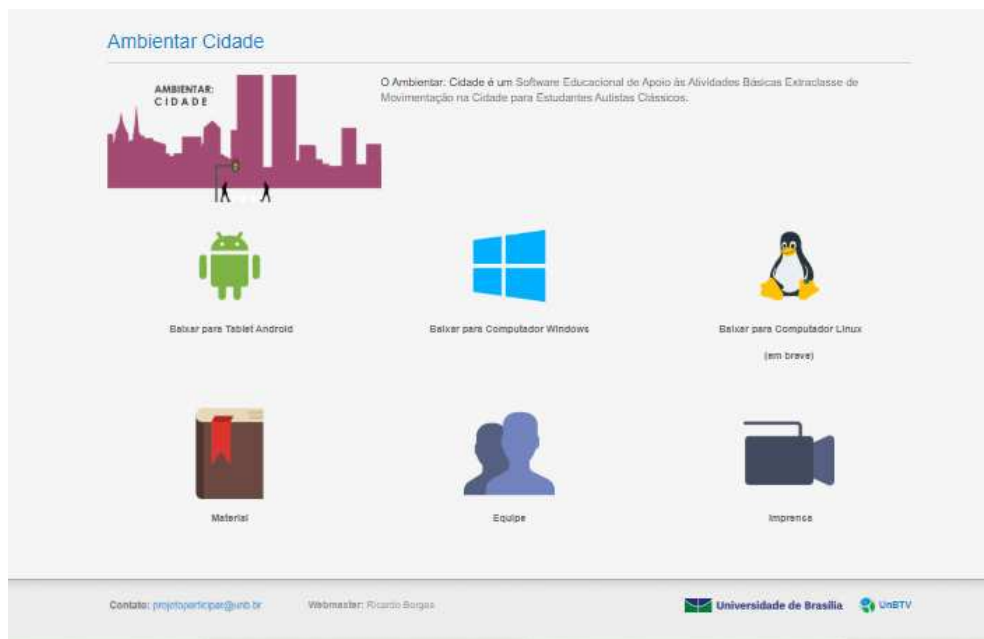 Ambientar Cidade
AMBIENTAR:
CIDADE
O Ambientar: Cidade é um Software Educacional de Apoio às Atividades Básicas Extraclasse de
Movimentação na Cidade para Estudantes Autistas Clássicos.
Baixar para Tablet Android
Baixar para Computador Windows
Baixar para Computador Linux
(em breve)
Material
Equipe
Imprensa
Contato: projetoparticipar@unb.br
Webmaster: Ricardo Borges
Universidade de Brasília
UnBTV